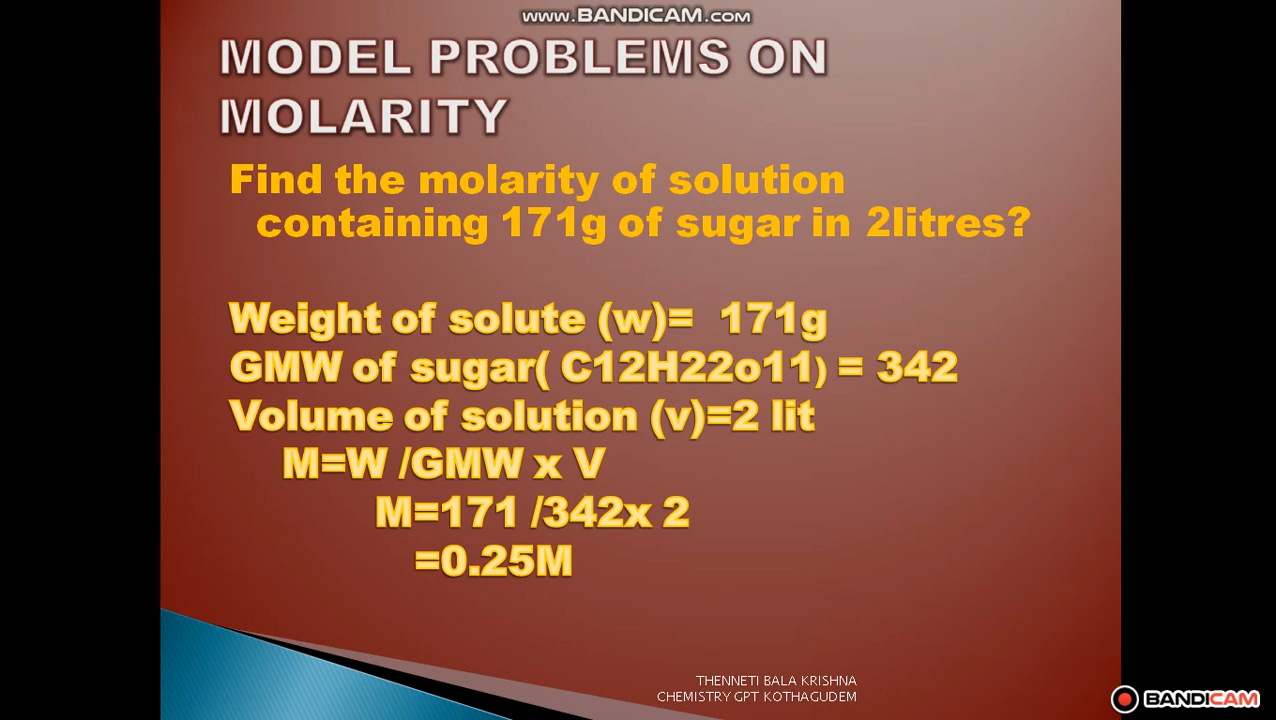 www.BANDICAM.com
MODEL PROBLEMS ON
MOLARITY
Find the molarity of solution
containing 171g of sugar in 2litres?
Weight of solute (w)= 171g
GMW of sugar( C12H22o11) = 342
Volume of solution (v)=2 lit
M=W /GMW x V
M=171 /342x 2
=0.25M
THENNETI BALA KRISHNA
CHEMISTRY GPT KOTHAGUDEM
BANDICAM